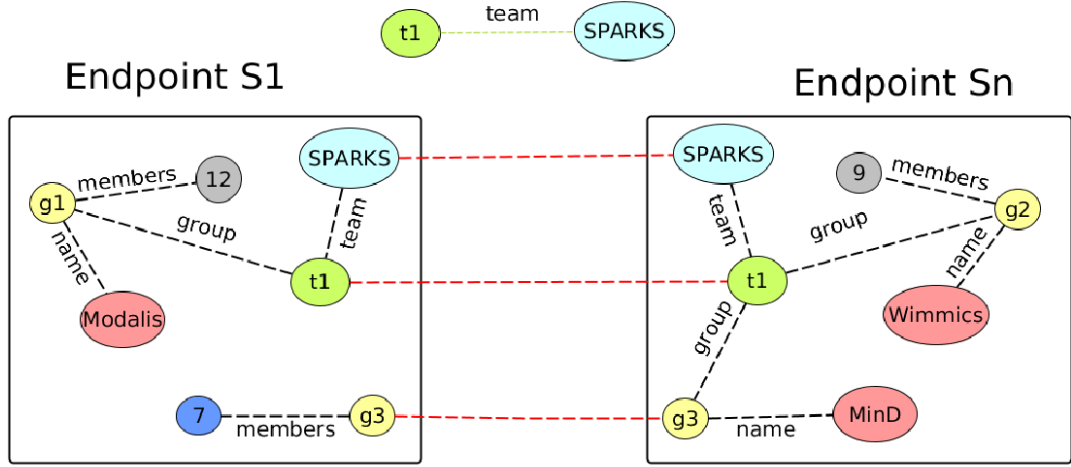 team
t1
SPARKS
Endpoint S1
Endpoint Sn
SPARKS
members
12
g1
group
team
name
t1
Modalis
7
members
g3
SPARKS
9
members
team
group
g2
name
t1
Wimmics
group
g3
name
MinD